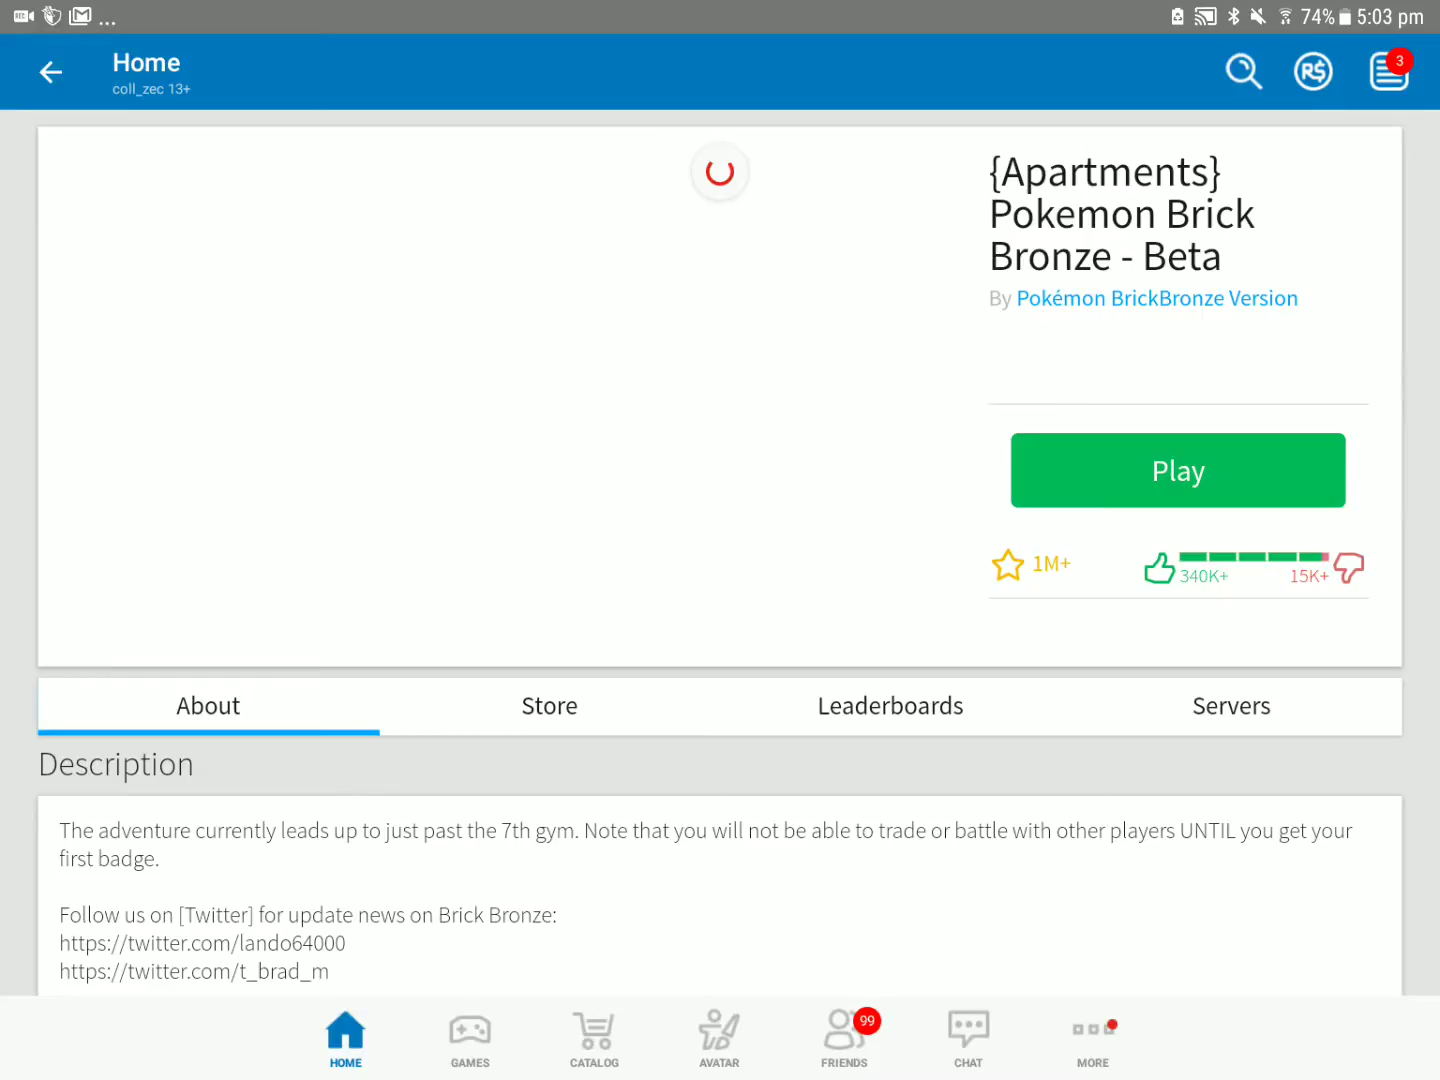 REC
...
74%
5:03 pm
Home
coll_zec 13+
R$
3
{Apartments}
Pokemon Brick
Bronze - Beta
By Pokémon BrickBronze Version
Play
1M+
340K+
15K+
About
Store
Leaderboards
Servers
Description
The adventure currently leads up to just past the 7th gym. Note that you will not be able to trade or battle with other players UNTIL you get your
first badge.
Follow us on [Twitter] for update news on Brick Bronze:
https://twitter.com/lando64000
https://twitter.com/t_brad_m
99
HOME
GAMES
CATALOG
AVATAR
FRIENDS
CHAT
MORE